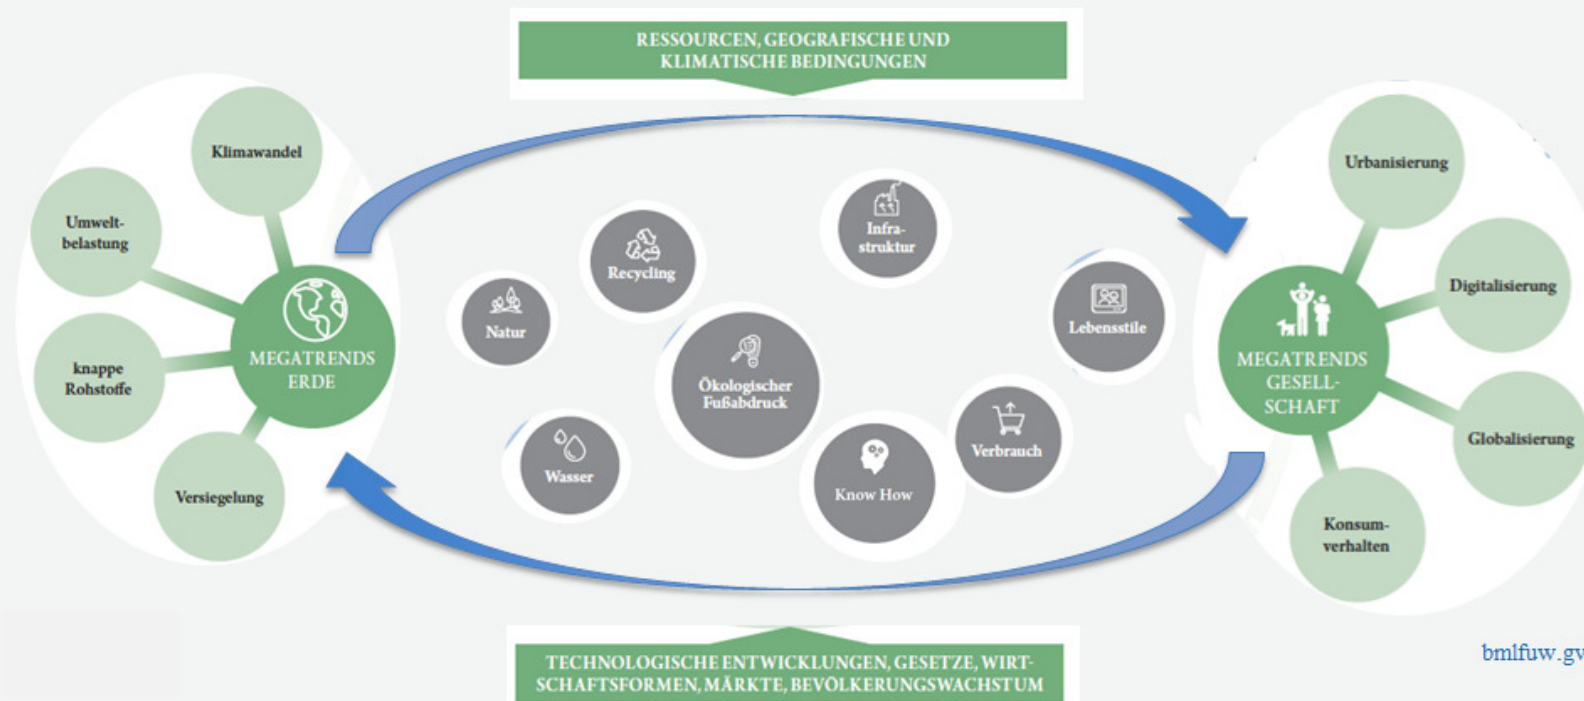 RESSOURCEN, GEOGRAFISCHE UND
KLIMATISCHE BEDINGUNGEN
Klimawandel
Umwelt-
belastung
knappe
Rohstoffe
Versiegelung
MEGATRENDS
ERDE
Natur
Recycling
Wasser
Ökologischer
Fußabdruck
Infra-
struktur
Know How
Verbrauch
Lebensstile
MEGATRENDS
GESELL-
SCHAFT
Urbanisierung
Digitalisierung
Globalisierung
Konsum-
verhalten
TECHNOLOGISCHE ENTWICKLUNGEN, GESETZE, WIRT-
SCHAFTSFORMEN, MÄRKTE, BEVÖLKERUNGSWACHSTUM
bmlfuw.gv